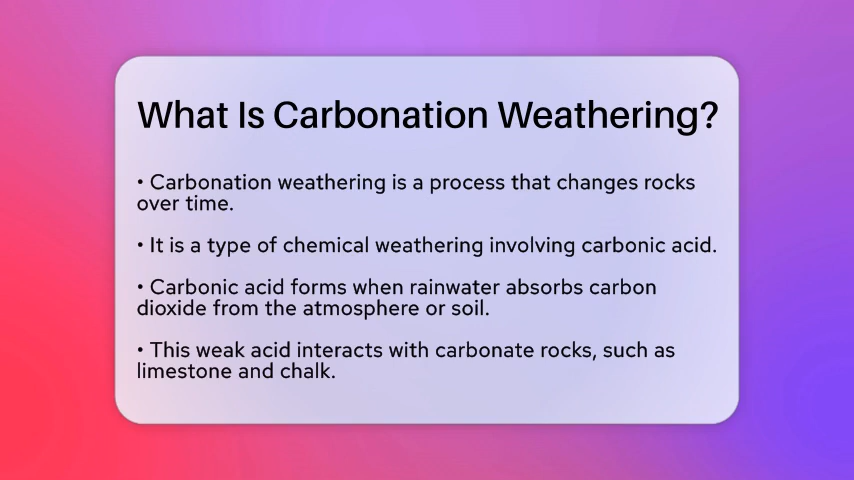 What Is Carbonation Weathering?
• Carbonation weathering is a process that changes rocks
over time.
• It is a type of chemical weathering involving carbonic acid.
• Carbonic acid forms when rainwater absorbs carbon
dioxide from the atmosphere or soil.
• This weak acid interacts with carbonate rocks, such as
limestone and chalk.